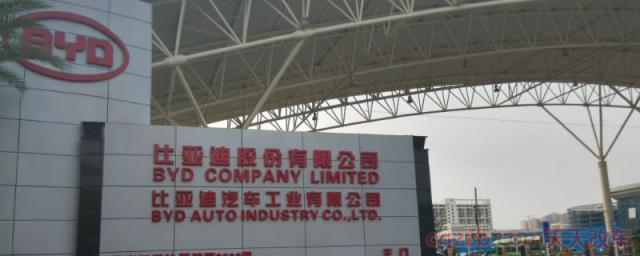 BYD
比亚迪股份有限公司
BYD COMPANY LIMITED
比亚迪汽车工业有限公司
BYD AUTO INDUSTRY CO.,LTD.